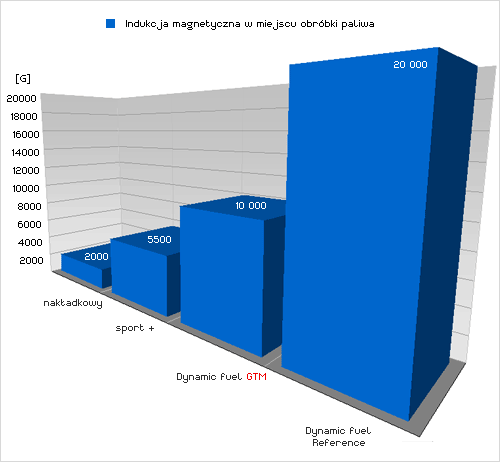 Indukcja magnetyczna w miejscu obróbki paliwa
[G]
20000
18000
16000
14000
12000
10000
8000
6000
4000
2000
2000
5500
10 000
20 000
nakładkowy
sport +
Dynamic fuel GTM
Dynamic fuel
Reference